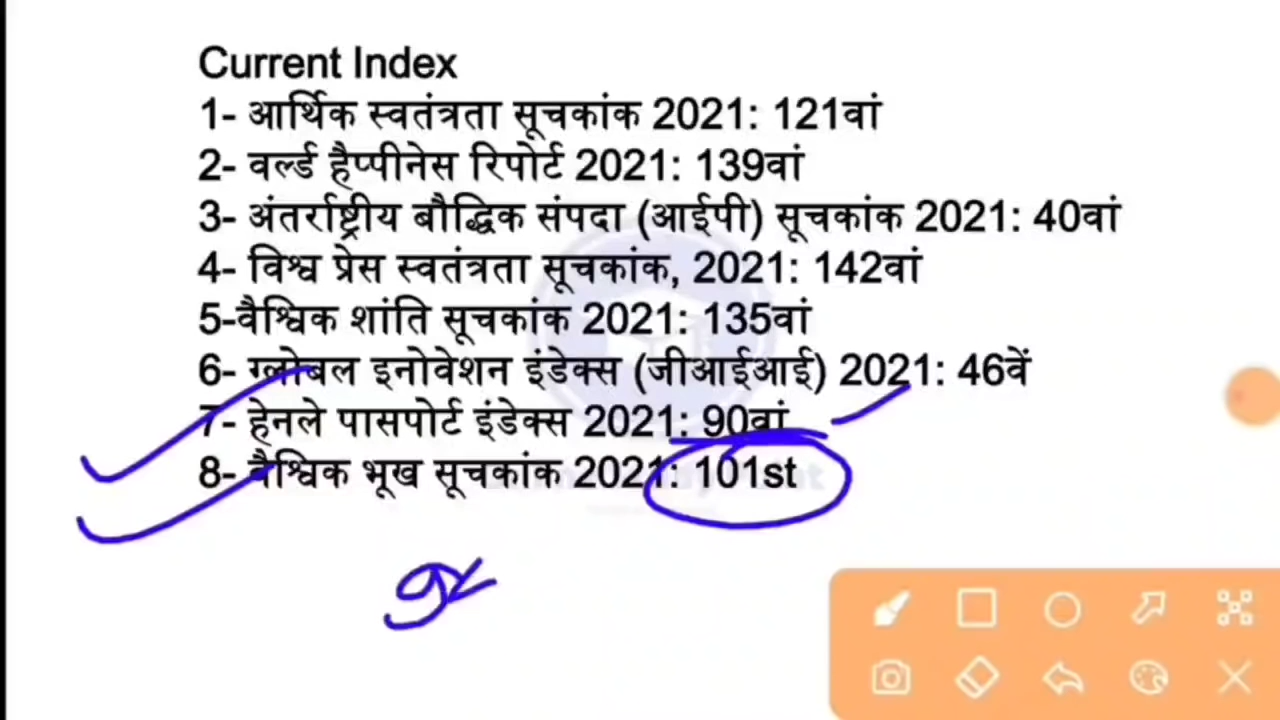 Current Index
1- आर्थिक स्वतंत्रता सूचकांक 2021: 121वां
2- वर्ल्ड हैप्पीनेस रिपोर्ट 2021: 139वां
3- अंतर्राष्ट्रीय बौद्धिक संपदा (आईपी) सूचकांक 2021: 40वां
4- विश्व प्रेस स्वतंत्रता सूचकांक, 2021: 142वां
5-वैश्विक शांति सूचकांक 2021: 135वां
6- ग्लोबल इनोवेशन इंडेक्स (जीआईआई) 2021: 46वें
7- हेनले पासपोर्ट इंडेक्स 2021: 90वां
8- वैश्विक भूख सूचकांक 2021: 101st